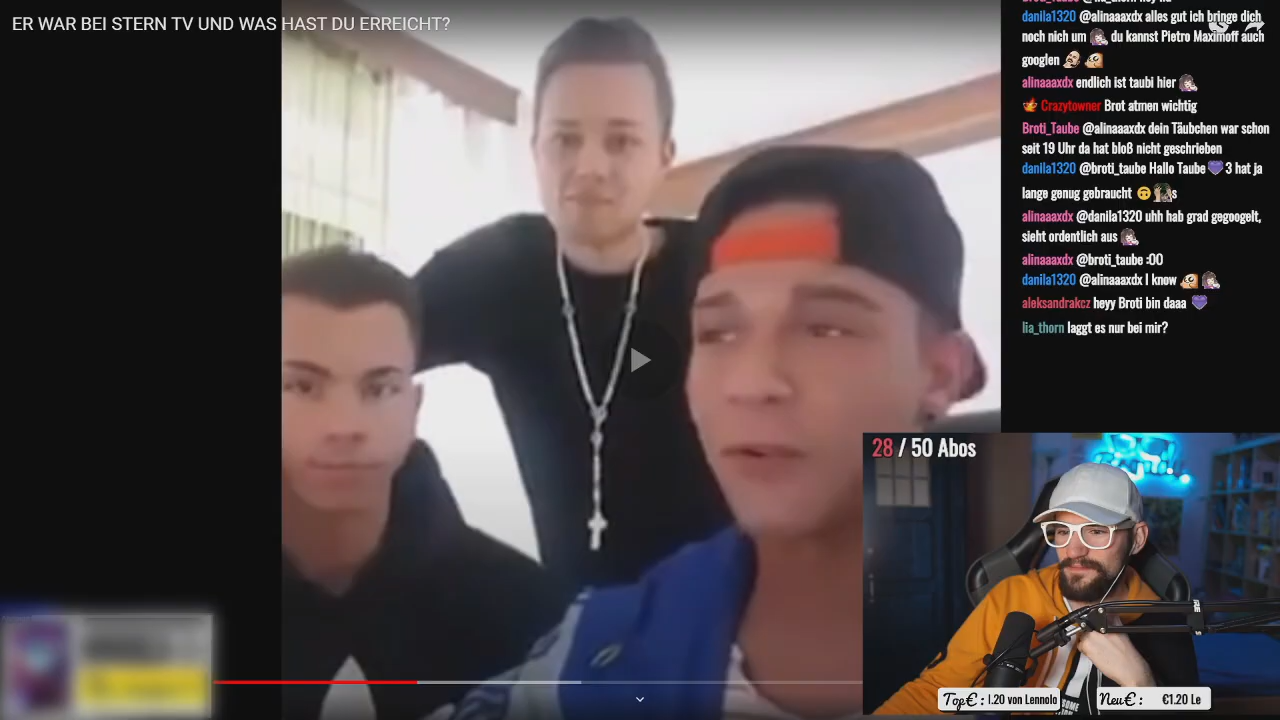 ER WAR BEI STERN TV UND WAS HAST DU ERREICHT?
danila1320 @alinaaaxdx alles gut ich bringe dich
noch nich um du kannst Pietro Maximoff auch
googlen
alinaaaxdx endlich ist taubi hier
Crazytowner Brot atmen wichtig
Broti_Taube @alinaaaxdx dein Täubchen war schon
seit 19 Uhr da hat bloß nicht geschrieben
danila1320 @broti_taube Hallo Taube 💜 3 hat ja
lange genug gebraucht 🙃 s
alinaaaxdx @danila1320 uhh hab grad gegoogelt,
sieht ordentlich aus
alinaaaxdx @broti_taube :00
danila1320 @alinaaaxdx I know
aleksandrakcz heyy Broti bin daaa 💜
lia_thorn laggt es nur bei mir?
28 / 50 Abos
Top€: 1.20 von Lennola
Neu€: €1.20 Le